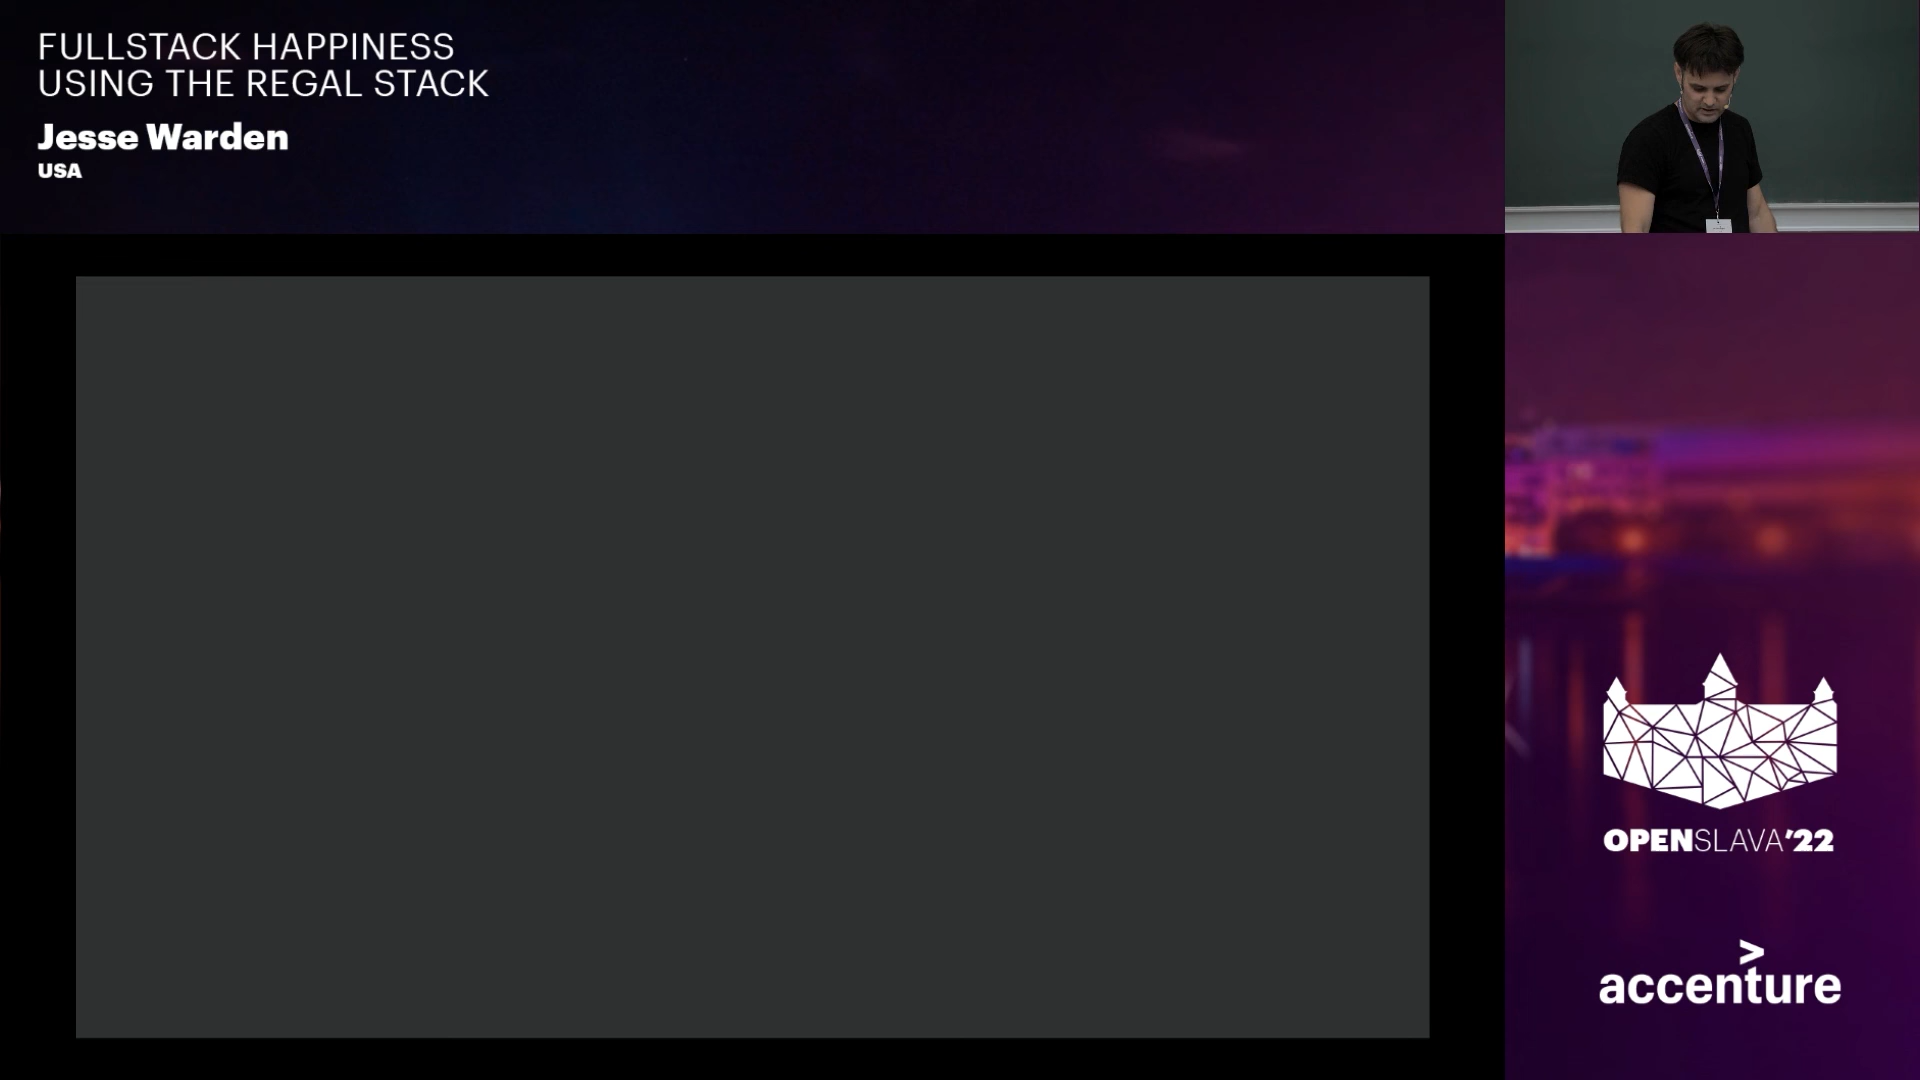 FULLSTACK HAPPINESS
USING THE REGAL STACK
Jesse Warden
USA
OPENSLAVA'22
>
accenture